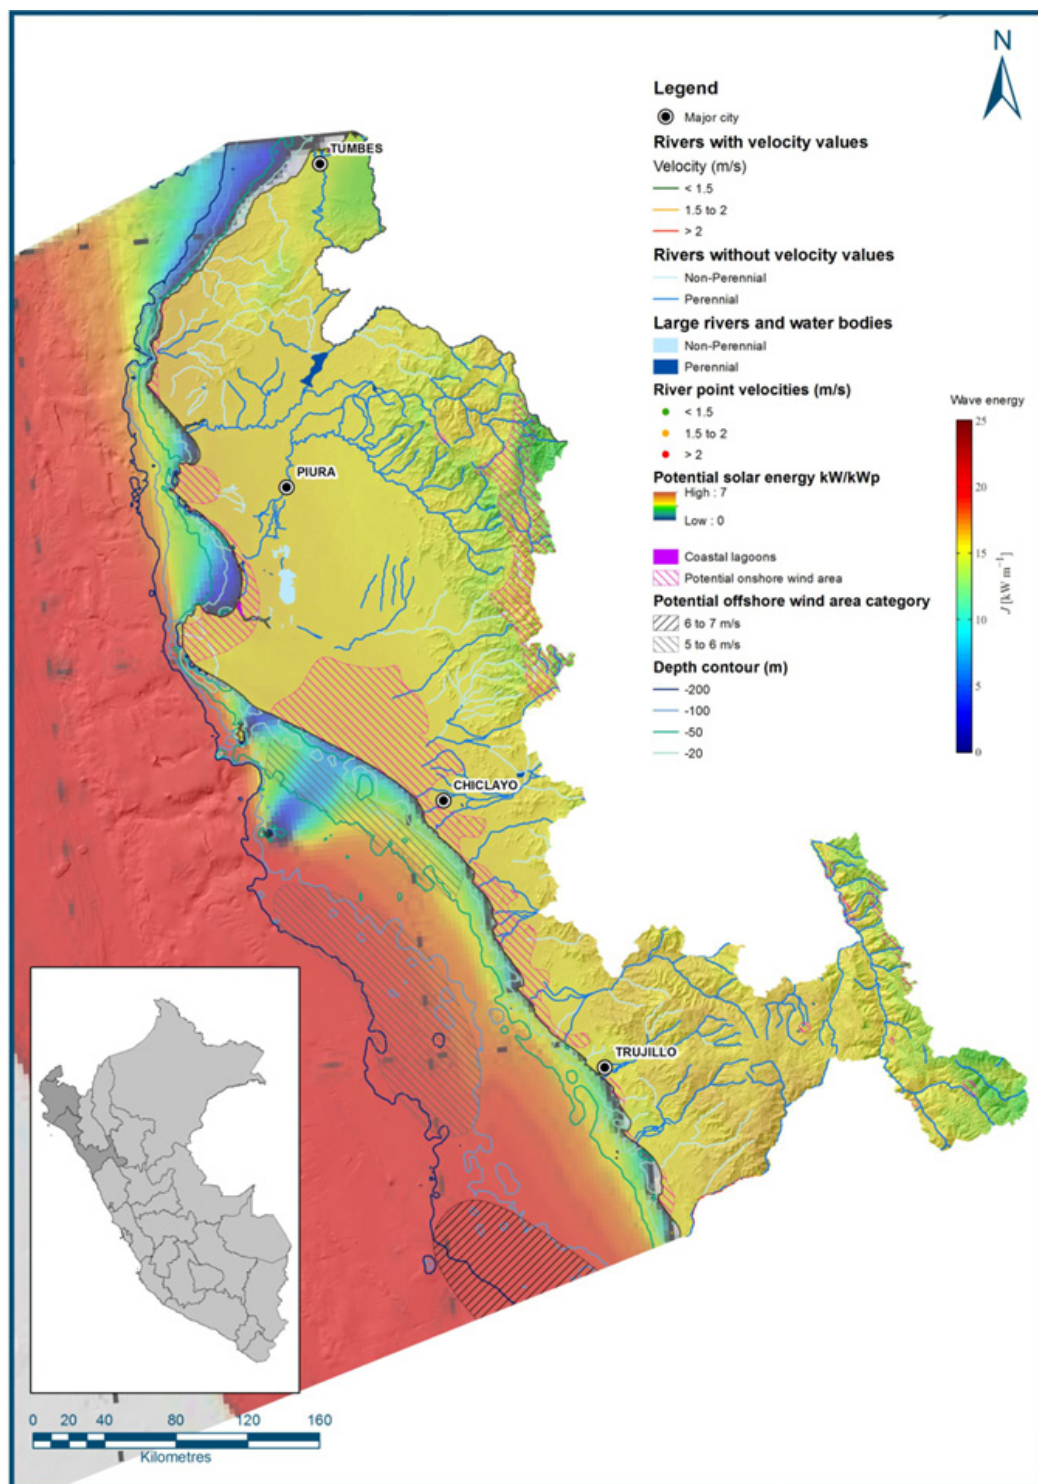 N
Legend
Major city
Rivers with velocity values
Velocity (m/s)
< 1.5
1.5 to 2
> 2
Rivers without velocity values
Non-Perennial
Perennial
Large rivers and water bodies
Non-Perennial
Perennial
River point velocities (m/s)
< 1.5
1.5 to 2
> 2
Potential solar energy kW/kWp
High : 7
Low : 0
Coastal lagoons
Potential onshore wind area
Potential offshore wind area category
6 to 7 m/s
5 to 6 m/s
Depth contour (m)
-200
-100
-50
-20
Wave energy
25
20
15
10
5
0
J [kW m⁻¹]
TUMBES
PIURA
CHICLAYO
TRUJILLO
0 20 40 80 120 160
Kilometres